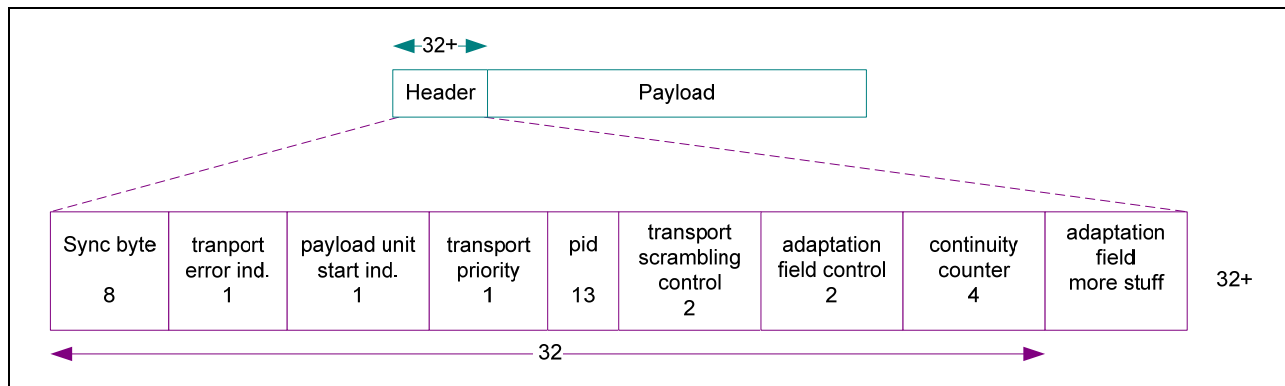 32+
Header
Payload
Sync byte
8
tranport
error ind.
1
payload unit
start ind.
1
transport
priority
1
pid
13
transport
scrambling
control
2
adaptation
field control
2
continuity
counter
4
adaptation
field
more stuff
32+
32